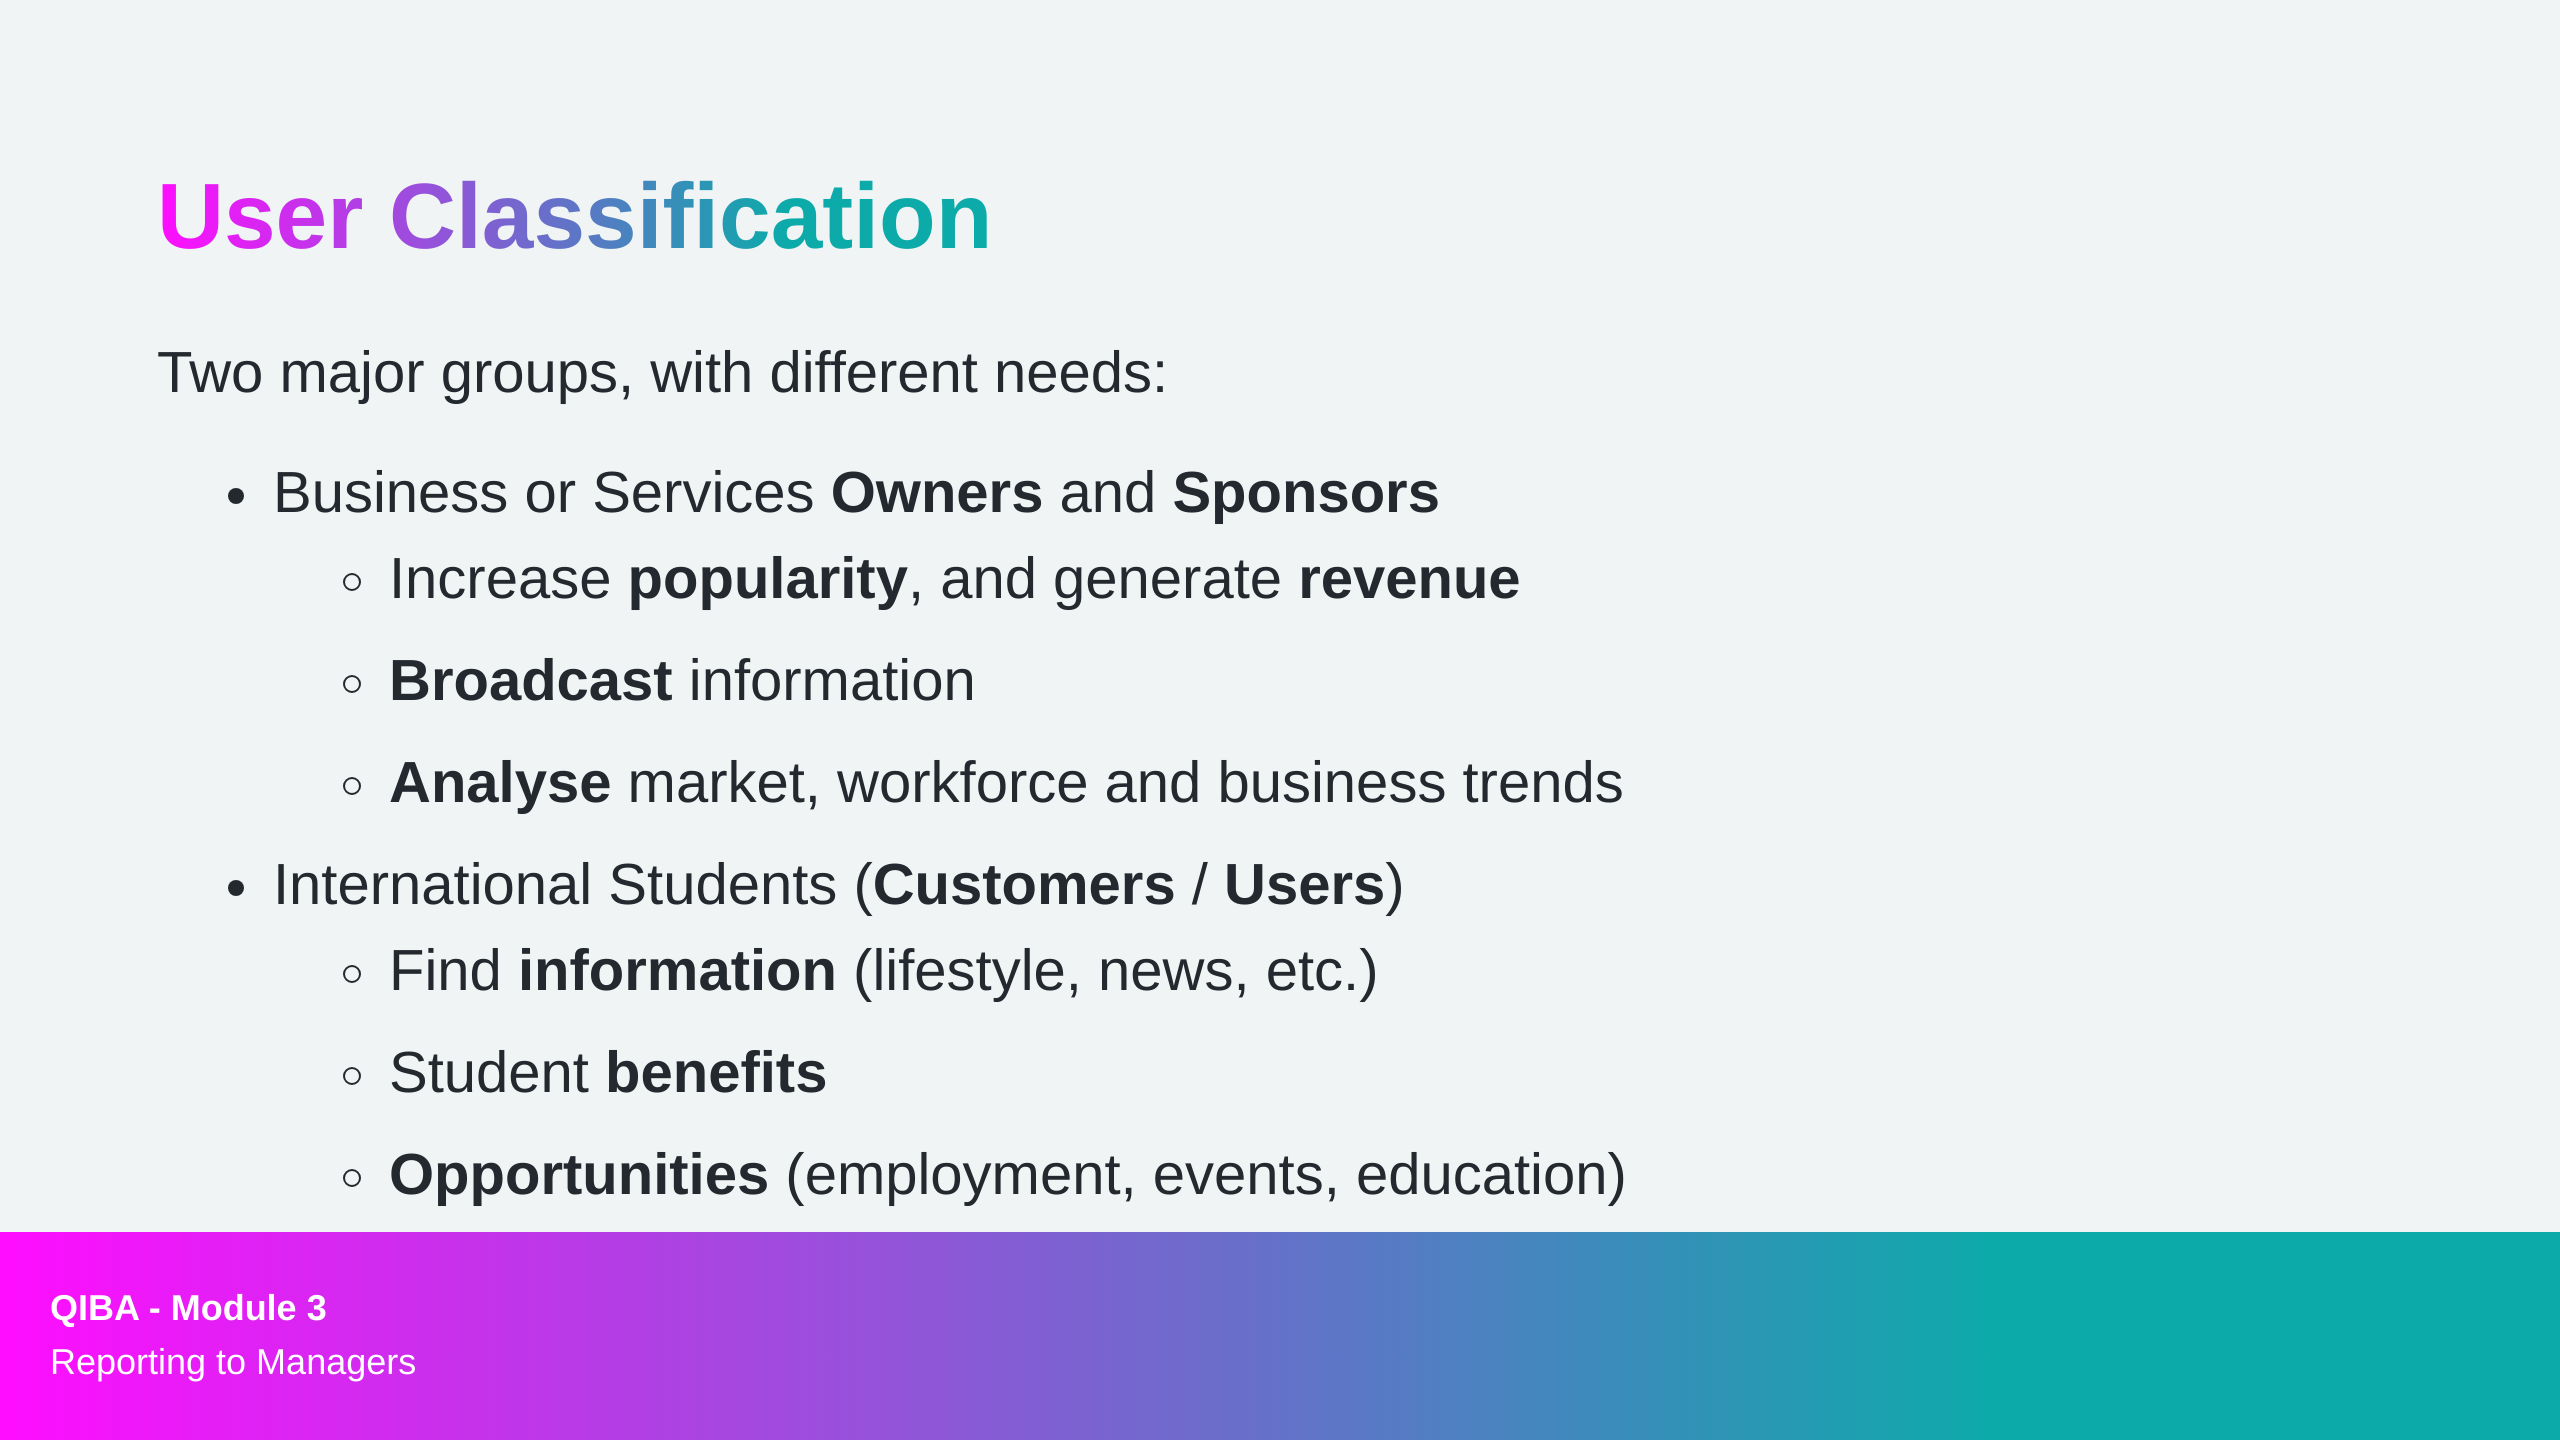 User Classification
Two major groups, with different needs:
• Business or Services Owners and Sponsors
◦ Increase popularity, and generate revenue
◦ Broadcast information
◦ Analyse market, workforce and business trends
• International Students (Customers / Users)
◦ Find information (lifestyle, news, etc.)
◦ Student benefits
◦ Opportunities (employment, events, education)
QIBA - Module 3
Reporting to Managers